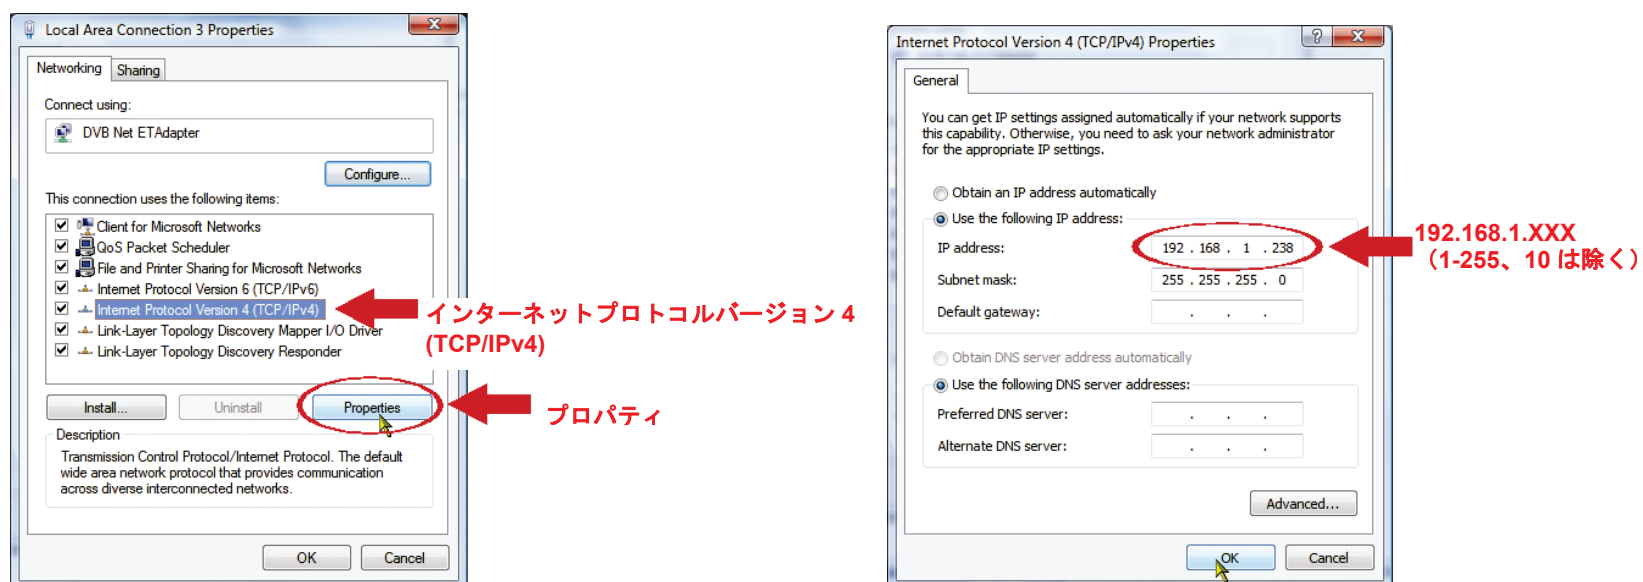 Local Area Connection 3 Properties
Networking
Sharing
Connect using:
DVB Net ETAdapter
Configure...
This connection uses the following items:
Client for Microsoft Networks
QoS Packet Scheduler
File and Printer Sharing for Microsoft Networks
Internet Protocol Version 6 (TCP/IPv6)
Internet Protocol Version 4 (TCP/IPv4)
Link-Layer Topology Discovery Mapper I/O Driver
Link-Layer Topology Discovery Responder
Install...
Uninstall
Properties
Description
Transmission Control Protocol/Internet Protocol. The default
wide area network protocol that provides communication
across diverse interconnected networks.
OK
Cancel
インターネットプロトコルバージョン 4
(TCP/IPv4)
プロパティ
Internet Protocol Version 4 (TCP/IPv4) Properties
General
You can get IP settings assigned automatically if your network supports
this capability. Otherwise, you need to ask your network administrator
for the appropriate IP settings.
Obtain an IP address automatically
Use the following IP address:
IP address: 192 . 168 . 1 . 238
Subnet mask: 255 . 255 . 255 . 0
Default gateway: . . .
Obtain DNS server address automatically
Use the following DNS server addresses:
Preferred DNS server: . . .
Alternate DNS server: . . .
Advanced...
OK
Cancel
192.168.1.XXX
（1-255、10 は除く）